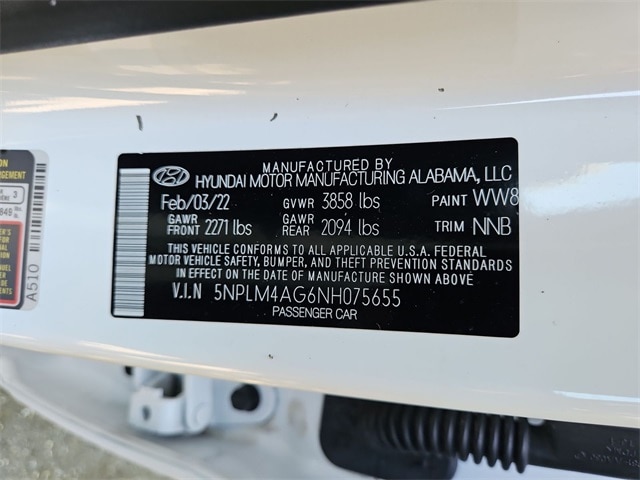 MANUFACTURED BY
HYUNDAI MOTOR MANUFACTURING ALABAMA, LLC
Feb/03/22 GVWR 3858 lbs PAINT WW8
GAWR FRONT 2271 lbs GAWR REAR 2094 lbs TRIM NNB
THIS VEHICLE CONFORMS TO ALL APPLICABLE U.S.A. FEDERAL
MOTOR VEHICLE SAFETY, BUMPER, AND THEFT PREVENTION STANDARDS
IN EFFECT ON THE DATE OF MANUFACTURE SHOWN ABOVE
V.I.N 5NPLM4AG6NH075655
PASSENGER CAR
A510
3